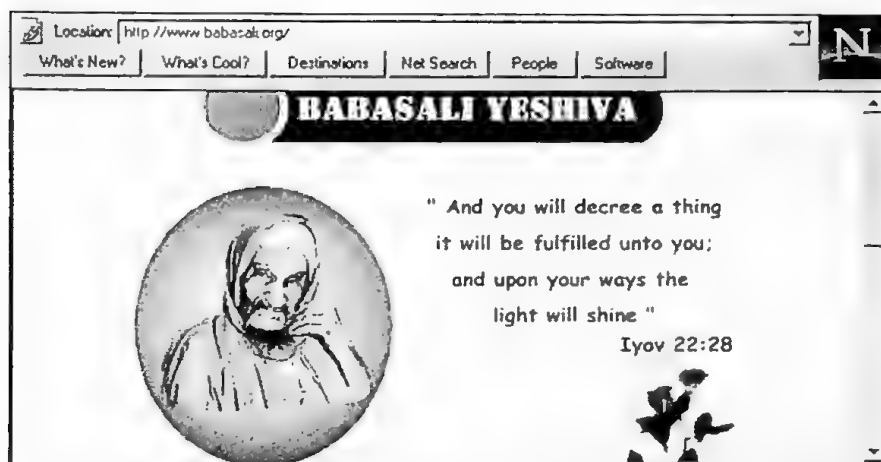 Location: http://www.babasali.org/
N
What's New? What's Cool? Destinations Net Search People Software
BABASALI YESHIVA
" And you will decree a thing
it will be fulfilled unto you;
and upon your ways the
light will shine "
Iyov 22:28